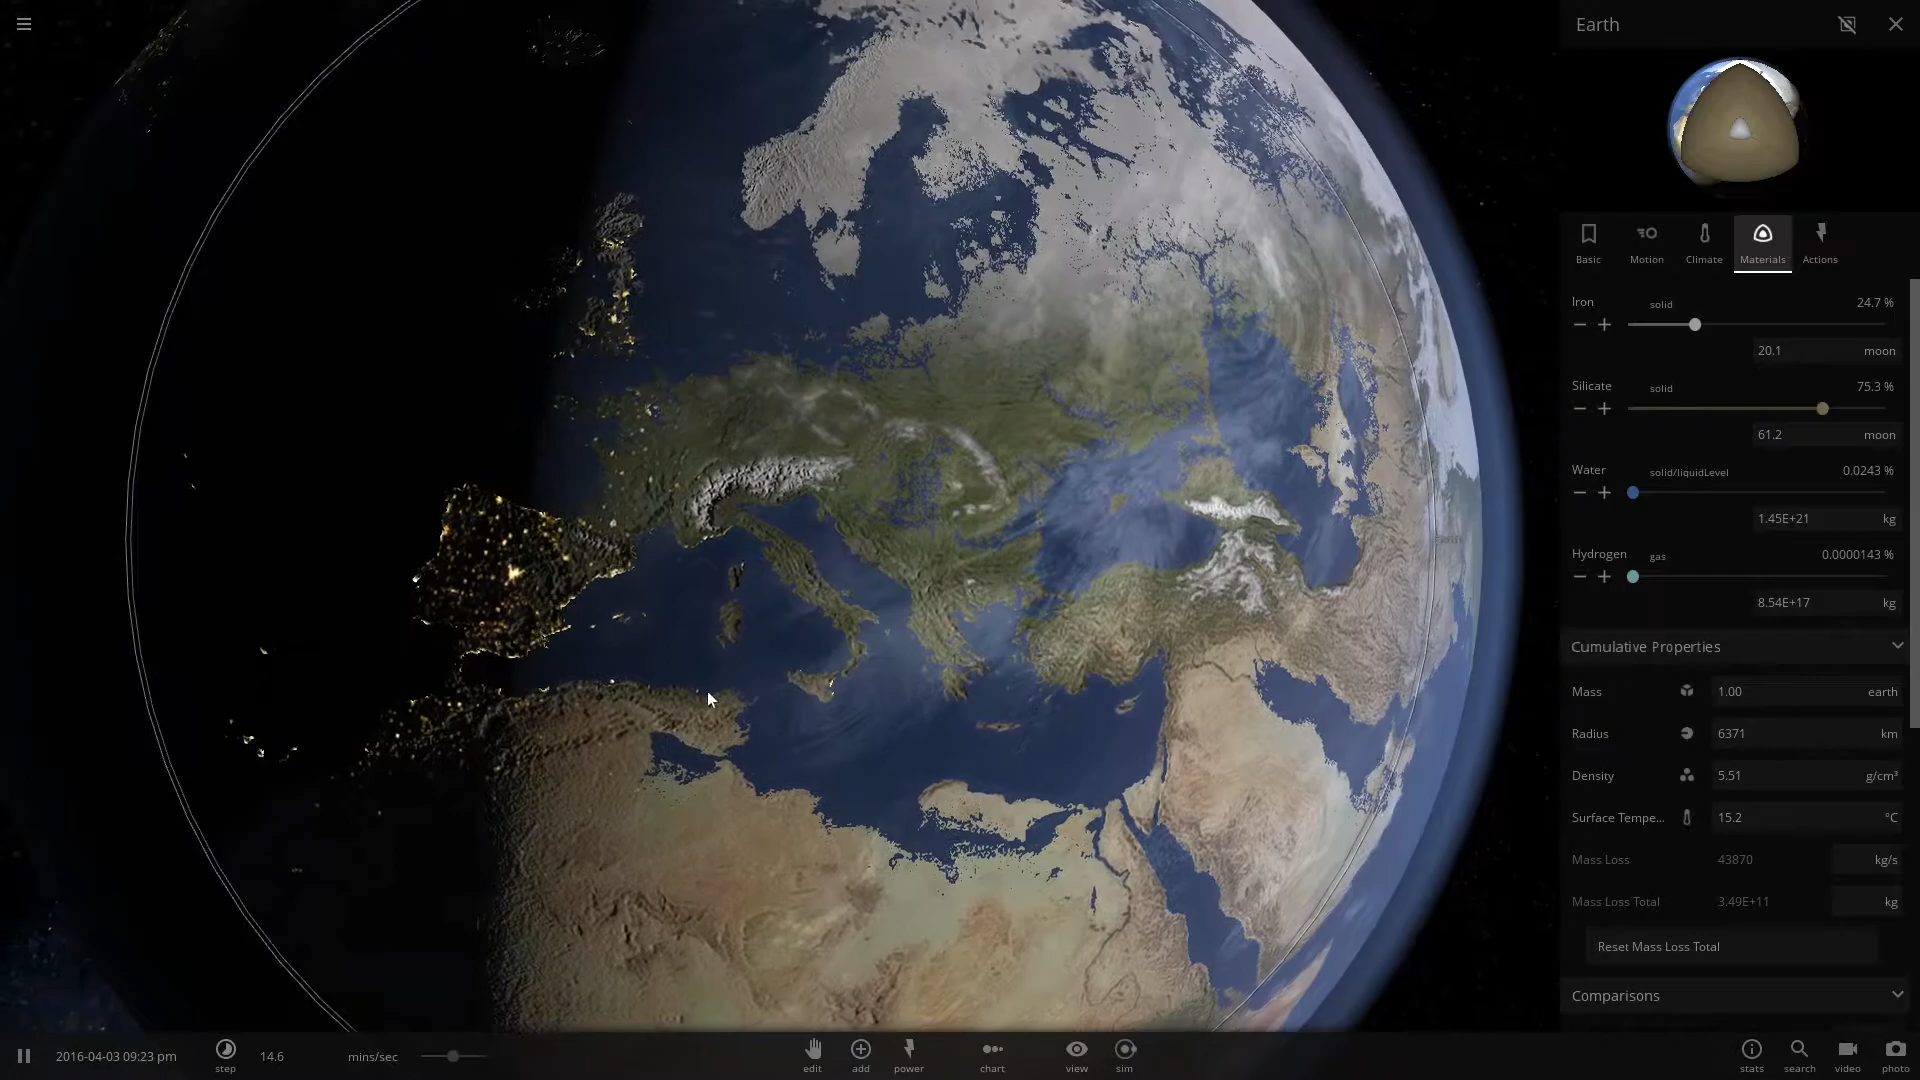 Earth
Basic
Motion
Climate
Materials
Actions
Iron solid 24.7 %
20.1 moon
Silicate solid 75.3 %
61.2 moon
Water solid/liquidLevel 0.0243 %
1.45E+21 kg
Hydrogen gas 0.0000143 %
8.54E+17 kg
Cumulative Properties
Mass 1.00 earth
Radius 6371 km
Density 5.51 g/cm³
Surface Tempe... 15.2 °C
Mass Loss 43870 kg/s
Mass Loss Total 3.49E+11 kg
Reset Mass Loss Total
Comparisons
2016-04-03 09:23 pm
step
14.6 mins/sec
edit
add
power
chart
view
sim
stats
search
video
photo